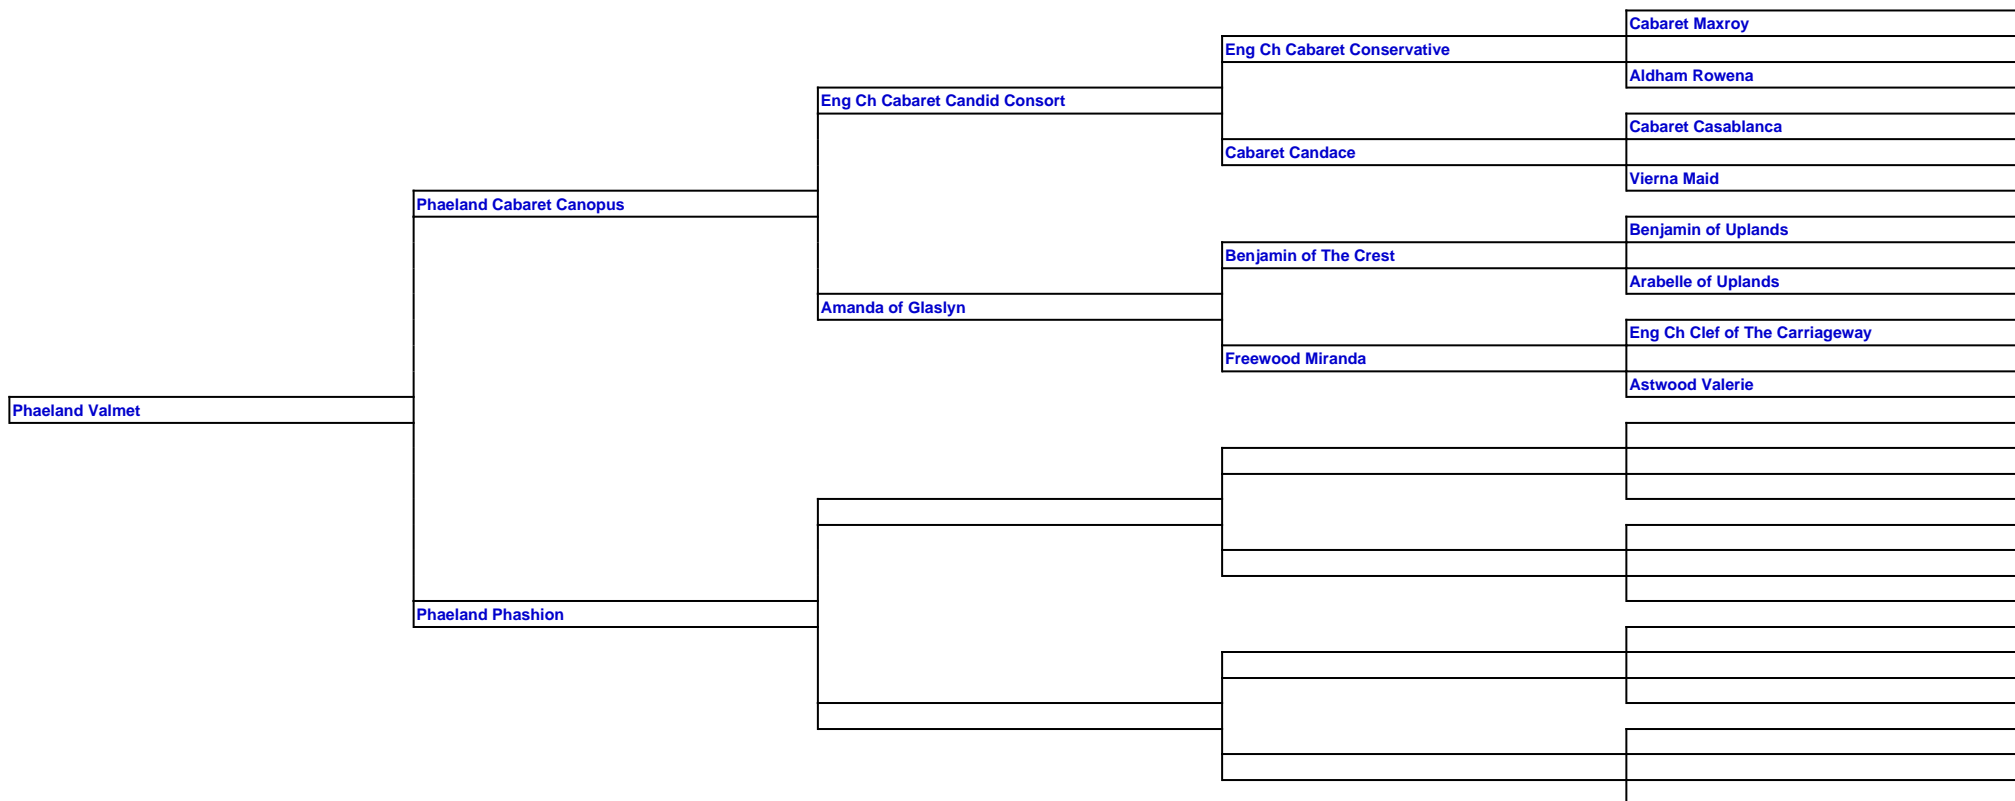 Cabaret Maxroy
Eng Ch Cabaret Conservative
Aldham Rowena
Eng Ch Cabaret Candid Consort
Cabaret Casablanca
Cabaret Candace
Vierna Maid
Phaeland Cabaret Canopus
Benjamin of Uplands
Benjamin of The Crest
Arabelle of Uplands
Amanda of Glaslyn
Eng Ch Clef of The Carriageway
Freewood Miranda
Astwood Valerie
Phaeland Valmet
Phaeland Phashion